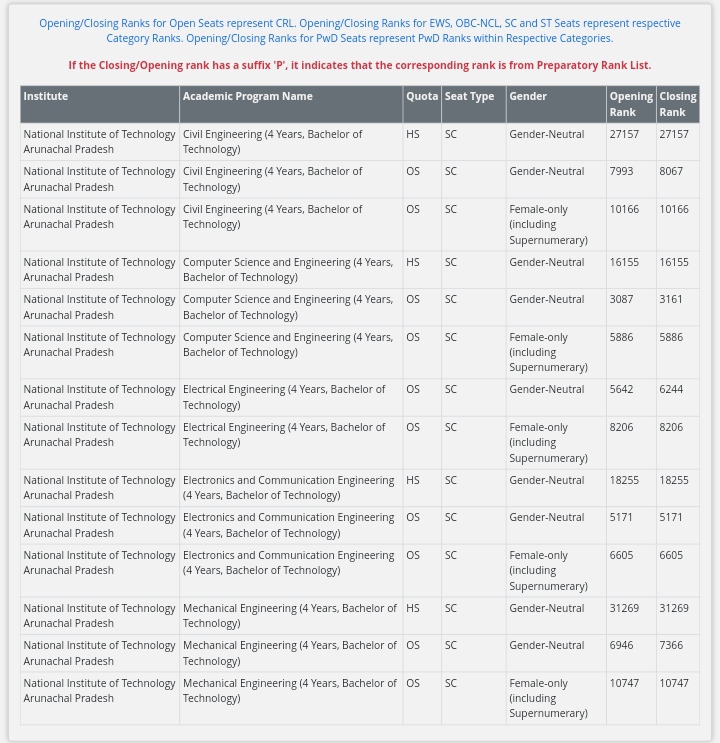 Opening/Closing Ranks for Open Seats represent CRL. Opening/Closing Ranks for EWS, OBC-NCL, SC and ST Seats represent respective
Category Ranks. Opening/Closing Ranks for PwD Seats represent PwD Ranks within Respective Categories.
If the Closing/Opening rank has a suffix 'P', it indicates that the corresponding rank is from Preparatory Rank List.
Institute Academic Program Name Quota Seat Type Gender Opening Rank Closing Rank
National Institute of Technology Civil Engineering (4 Years, Bachelor of HS SC Gender-Neutral 27157 27157
Arunachal Pradesh Technology)
National Institute of Technology Civil Engineering (4 Years, Bachelor of OS SC Gender-Neutral 7993 8067
Arunachal Pradesh Technology)
National Institute of Technology Civil Engineering (4 Years, Bachelor of OS SC Female-only 10166 10166
Arunachal Pradesh Technology) (including
Supernumerary)
National Institute of Technology Computer Science and Engineering (4 Years, HS SC Gender-Neutral 16155 16155
Arunachal Pradesh Bachelor of Technology)
National Institute of Technology Computer Science and Engineering (4 Years, OS SC Gender-Neutral 3087 3161
Arunachal Pradesh Bachelor of Technology)
National Institute of Technology Computer Science and Engineering (4 Years, OS SC Female-only 5886 5886
Arunachal Pradesh Bachelor of Technology) (including
Supernumerary)
National Institute of Technology Electrical Engineering (4 Years, Bachelor of OS SC Gender-Neutral 5642 6244
Arunachal Pradesh Technology)
National Institute of Technology Electrical Engineering (4 Years, Bachelor of OS SC Female-only 8206 8206
Arunachal Pradesh Technology) (including
Supernumerary)
National Institute of Technology Electronics and Communication Engineering HS SC Gender-Neutral 18255 18255
Arunachal Pradesh (4 Years, Bachelor of Technology)
National Institute of Technology Electronics and Communication Engineering OS SC Gender-Neutral 5171 5171
Arunachal Pradesh (4 Years, Bachelor of Technology)
National Institute of Technology Electronics and Communication Engineering OS SC Female-only 6605 6605
Arunachal Pradesh (4 Years, Bachelor of Technology) (including
Supernumerary)
National Institute of Technology Mechanical Engineering (4 Years, Bachelor of HS SC Gender-Neutral 31269 31269
Arunachal Pradesh Technology)
National Institute of Technology Mechanical Engineering (4 Years, Bachelor of OS SC Gender-Neutral 6946 7366
Arunachal Pradesh Technology)
National Institute of Technology Mechanical Engineering (4 Years, Bachelor of OS SC Female-only 10747 10747
Arunachal Pradesh Technology) (including
Supernumerary)